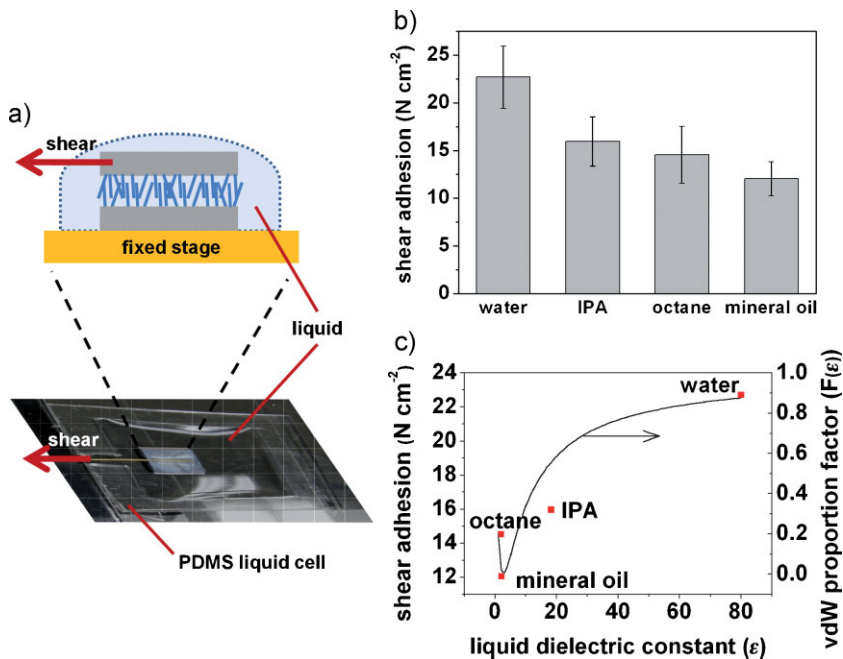 a)
shear
fixed stage
liquid
shear
PDMS liquid cell
b)
shear adhesion (N cm⁻²)
25
20
15
10
5
0
water IPA octane mineral oil
c)
shear adhesion (N cm⁻²)
24
22
20
18
16
14
12
water
IPA
octane
mineral oil
1.0
0.8
0.6
0.4
0.2
0.0
vdW proportion factor (F(ε))
0 20 40 60 80
liquid dielectric constant (ε)